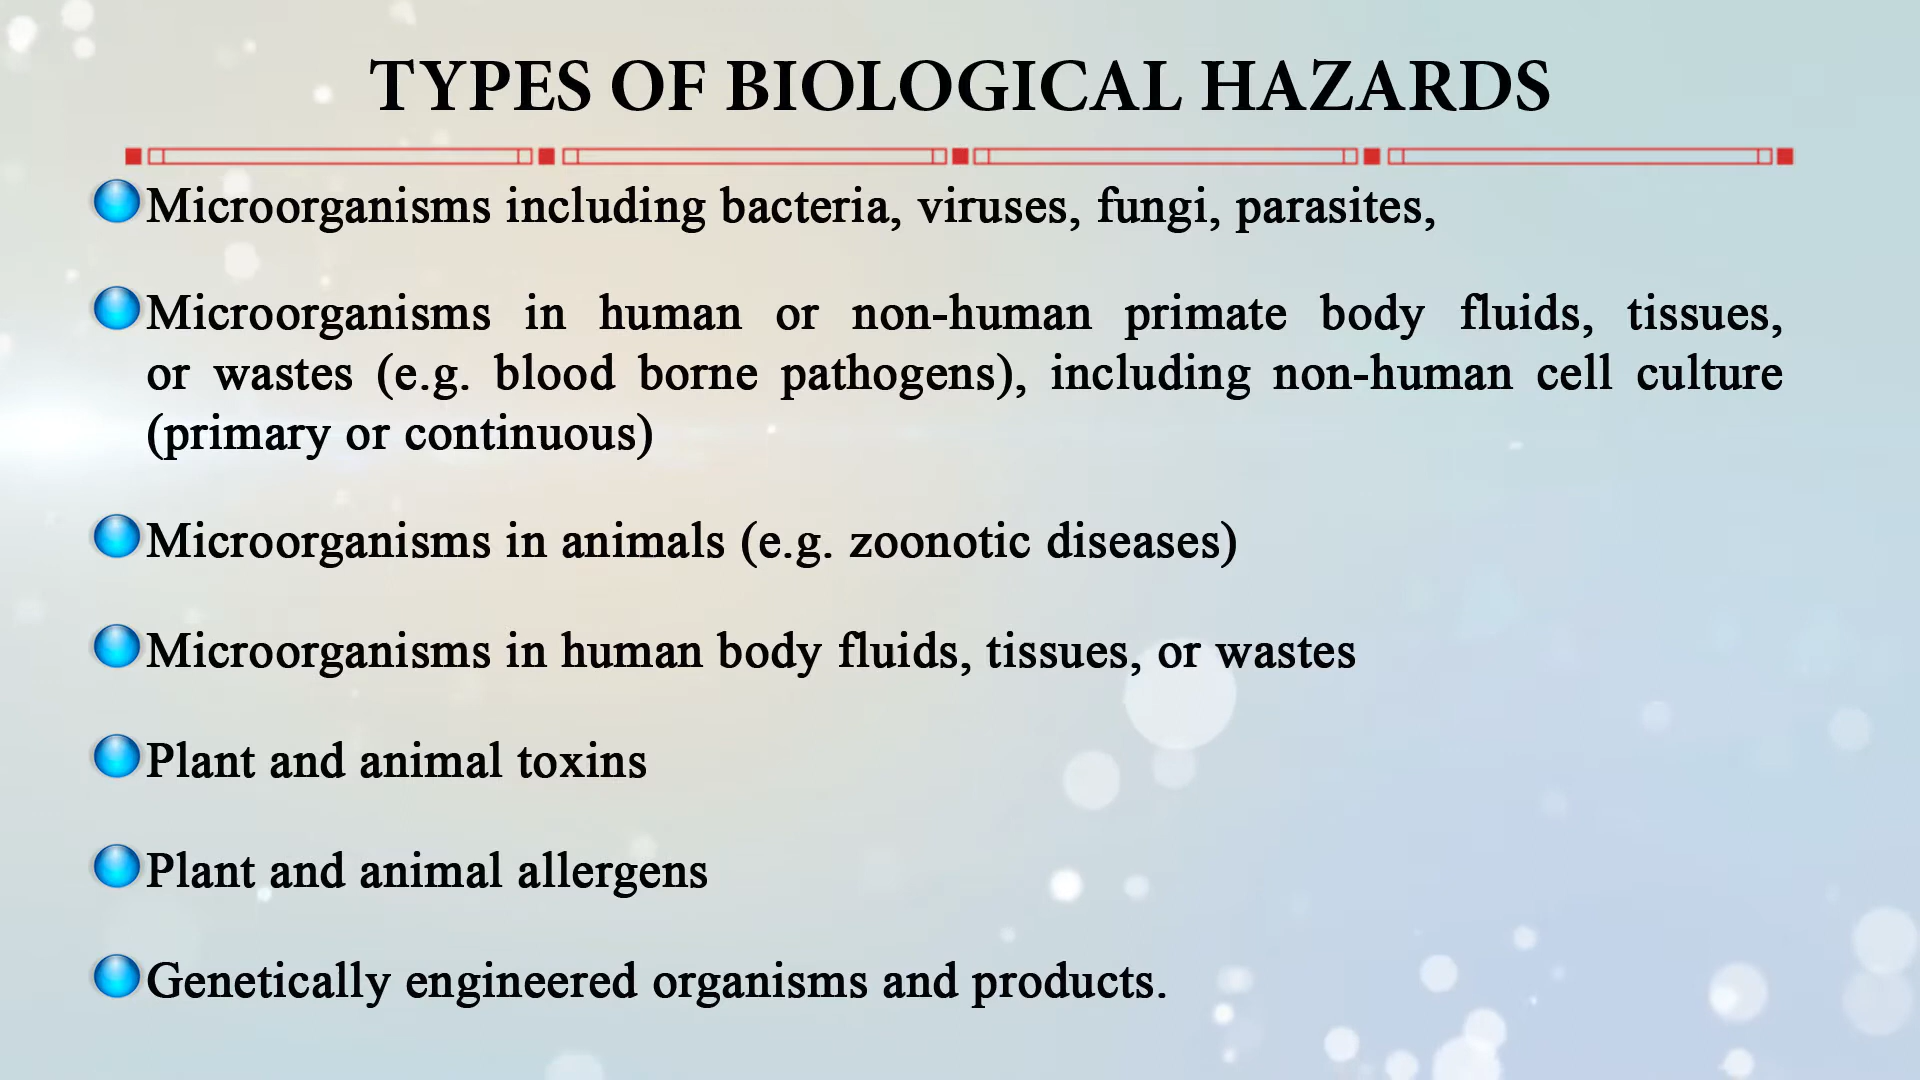 TYPES OF BIOLOGICAL HAZARDS
Microorganisms including bacteria, viruses, fungi, parasites,
Microorganisms in human or non-human primate body fluids, tissues,
or wastes (e.g. blood borne pathogens), including non-human cell culture
(primary or continuous)
Microorganisms in animals (e.g. zoonotic diseases)
Microorganisms in human body fluids, tissues, or wastes
Plant and animal toxins
Plant and animal allergens
Genetically engineered organisms and products.